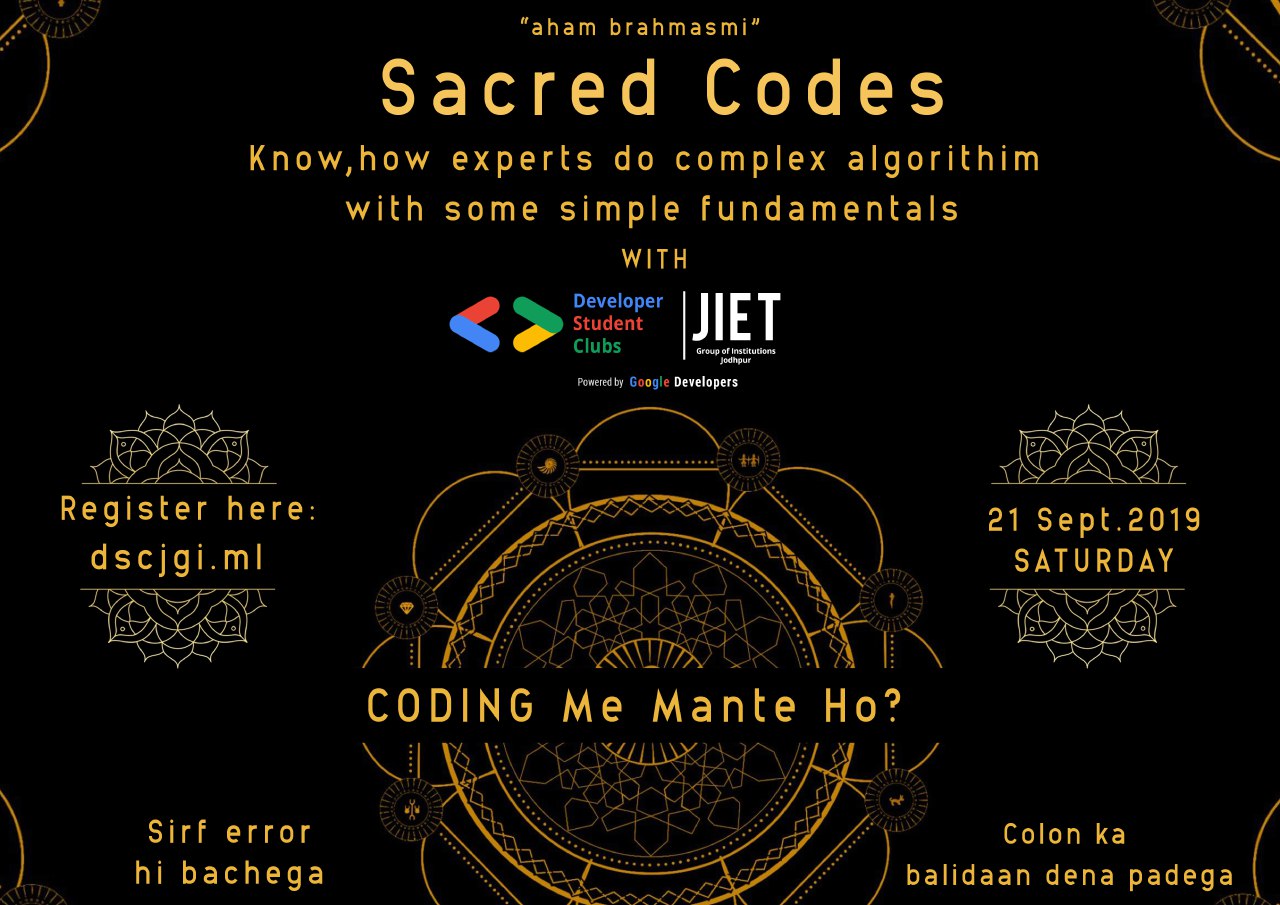 “aham brahmasmi”
Sacred Codes
Know,how experts do complex algorithim
with some simple fundamentals
WITH
Developer
Student
Clubs
JIET
Group of Institutions
Jodhpur
Powered by Google Developers
Register here:
dscjgi.ml
21 Sept.2019
SATURDAY
CODING Me Mante Ho?
Sirf error
hi bachega
Colon ka
balidaan dena padega